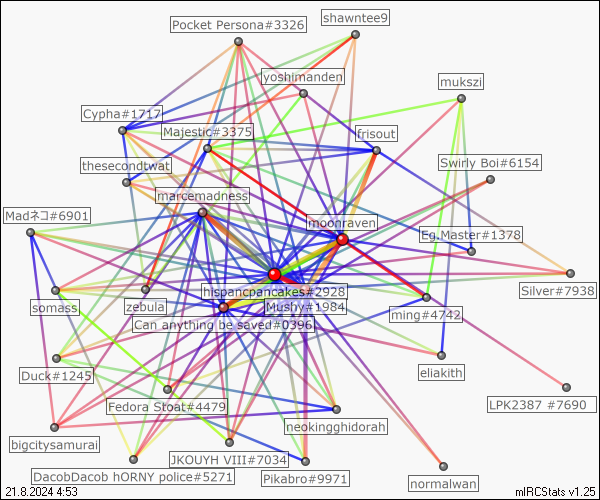 shawntee9
Pocket Persona#3326
yoshimanden
mukszi
Cypha#1717
Majestic#3375
frisout
thesecondtwat
Swirly Boi#6154
marcemadness
Madネコ#6901
moonraven
Eg.Master#1378
hispancpancakes#2928
Silver#7938
somass
zebula
Mushy#1984
ming#4742
Can anything be saved#0396
Duck#1245
eliakith
Fedora Stoat#4479
LPK2387 #7690
neokingghidorah
bigcitysamurai
JKOUYH VIII#7034
DacobDacob hORNY police#5271
Pikabro#9971
normalwan
21.8.2024 4:53
mIRCStats v1.25